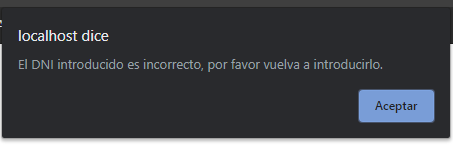 localhost dice
El DNI introducido es incorrecto, por favor vuelva a introducirlo.
Aceptar